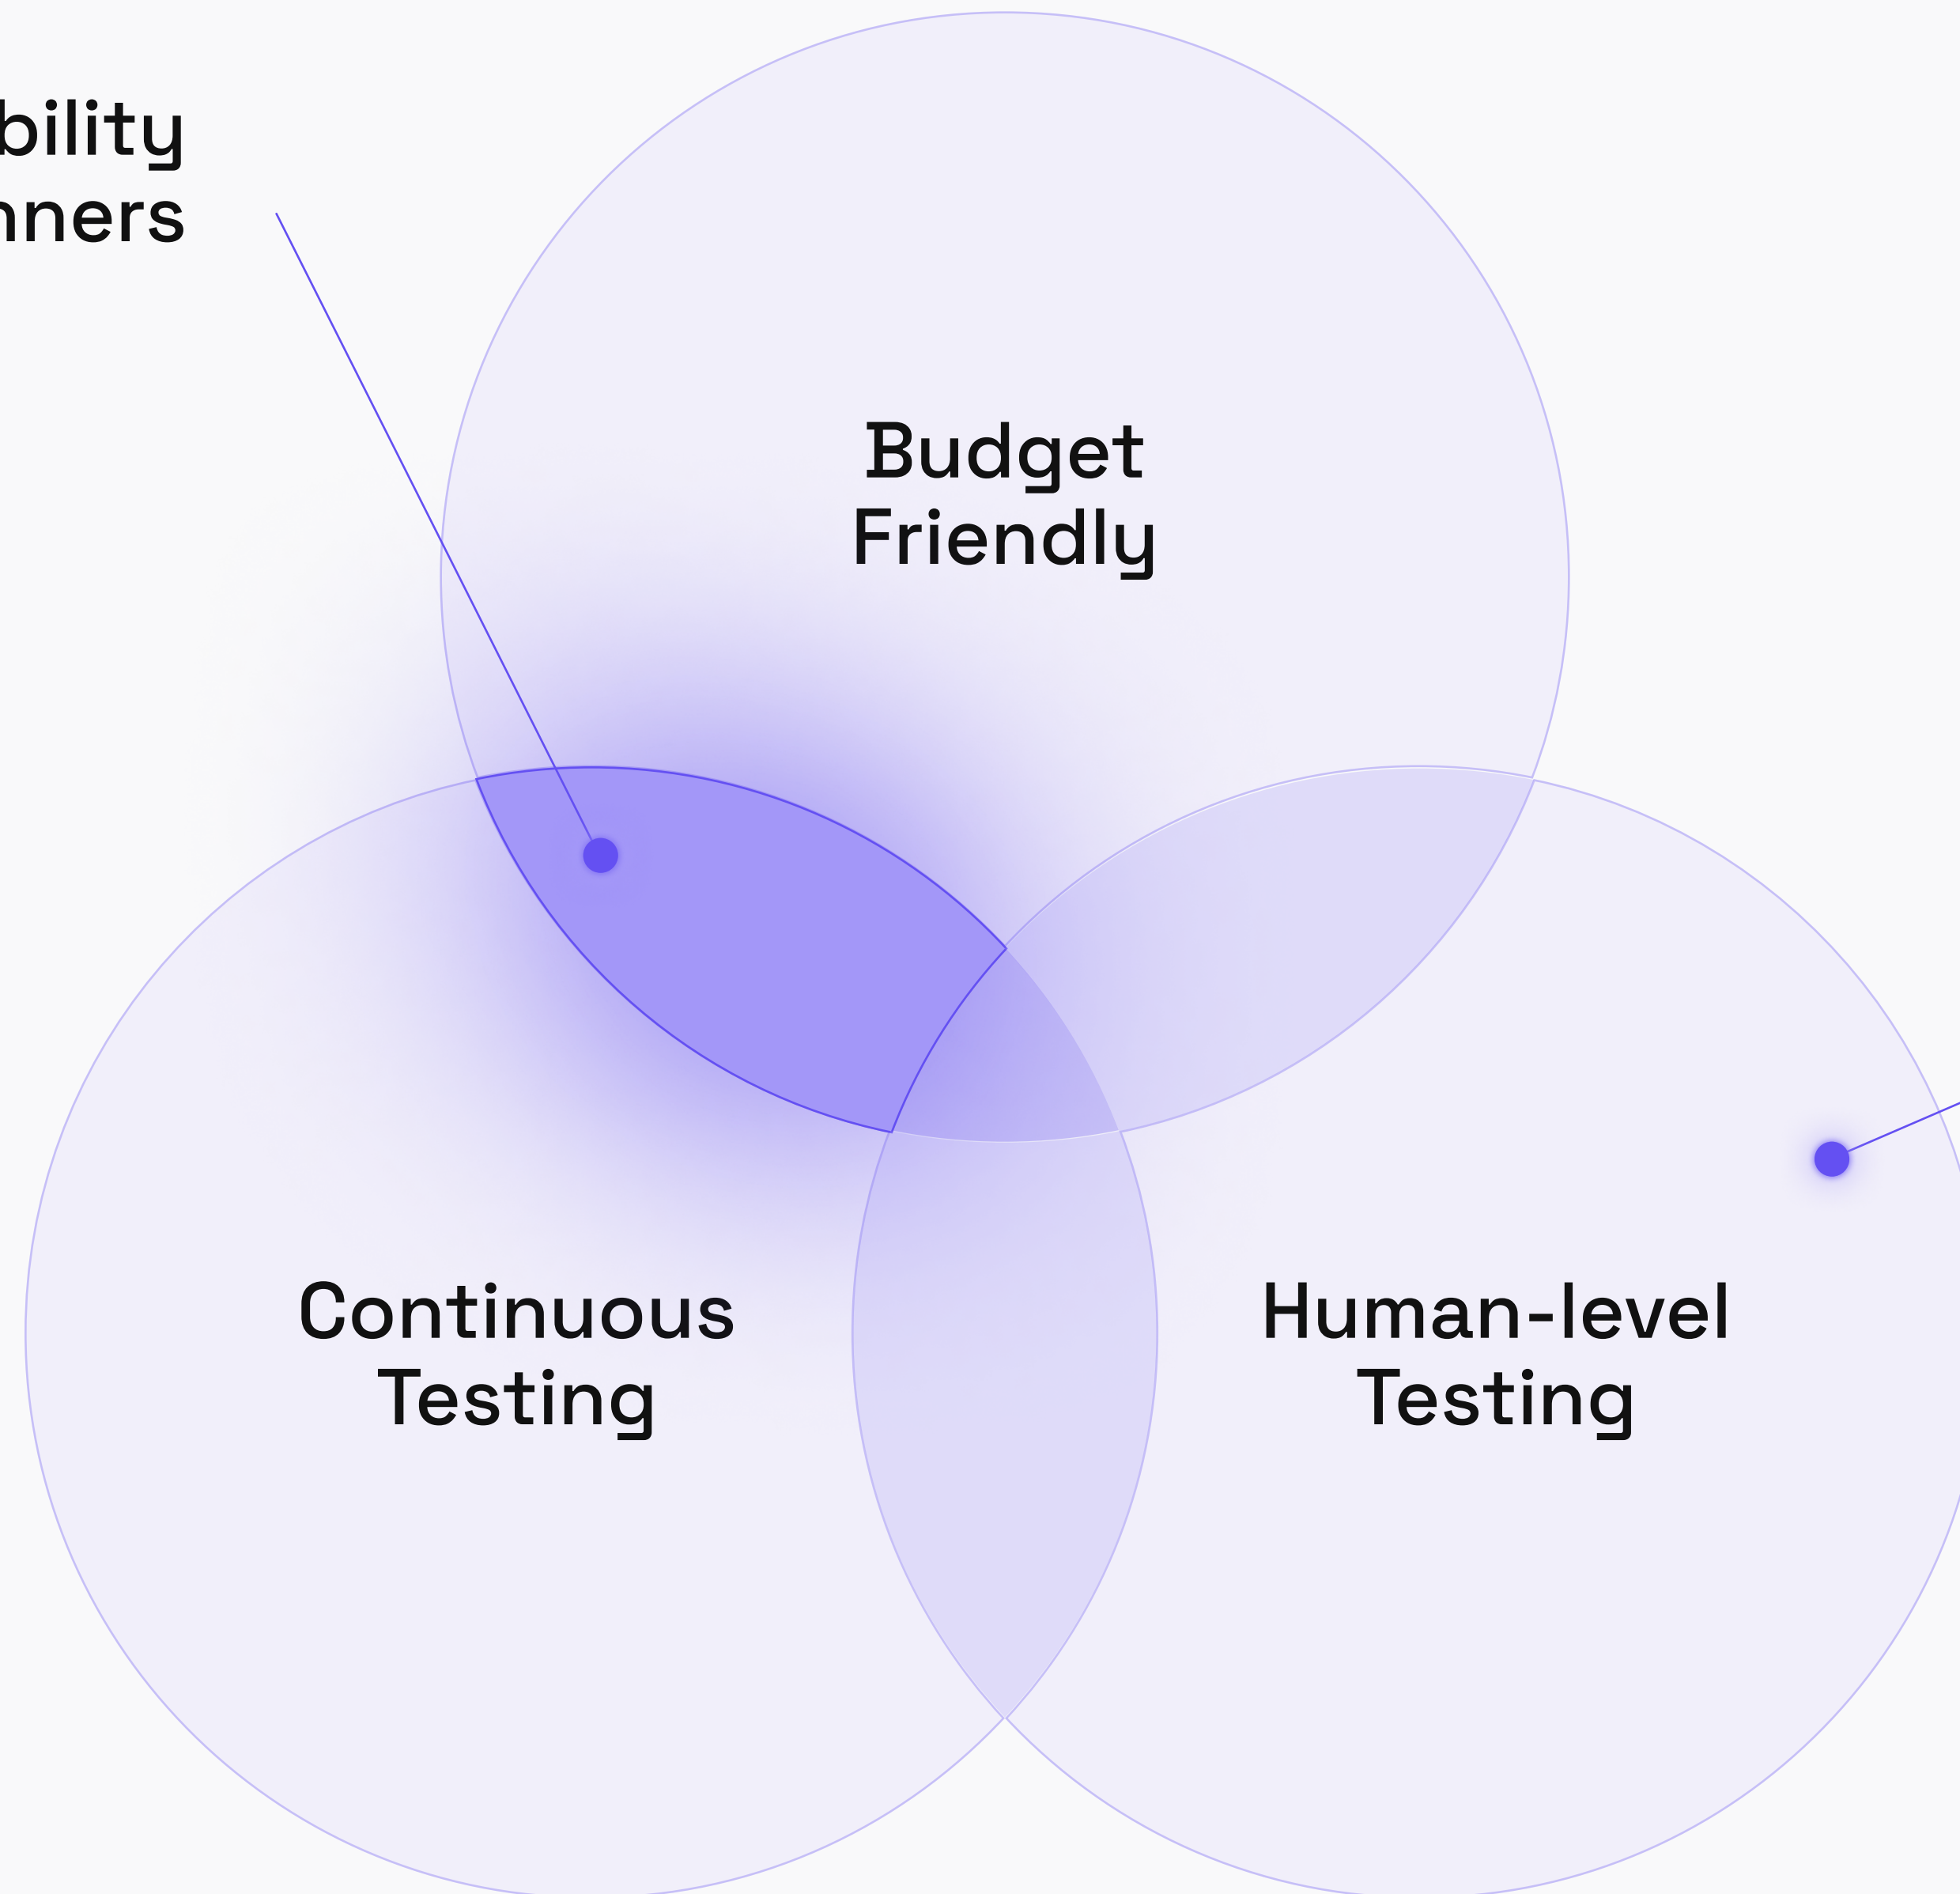 bility
nners
Budget
Friendly
Continuous
Testing
Human-level
Testing